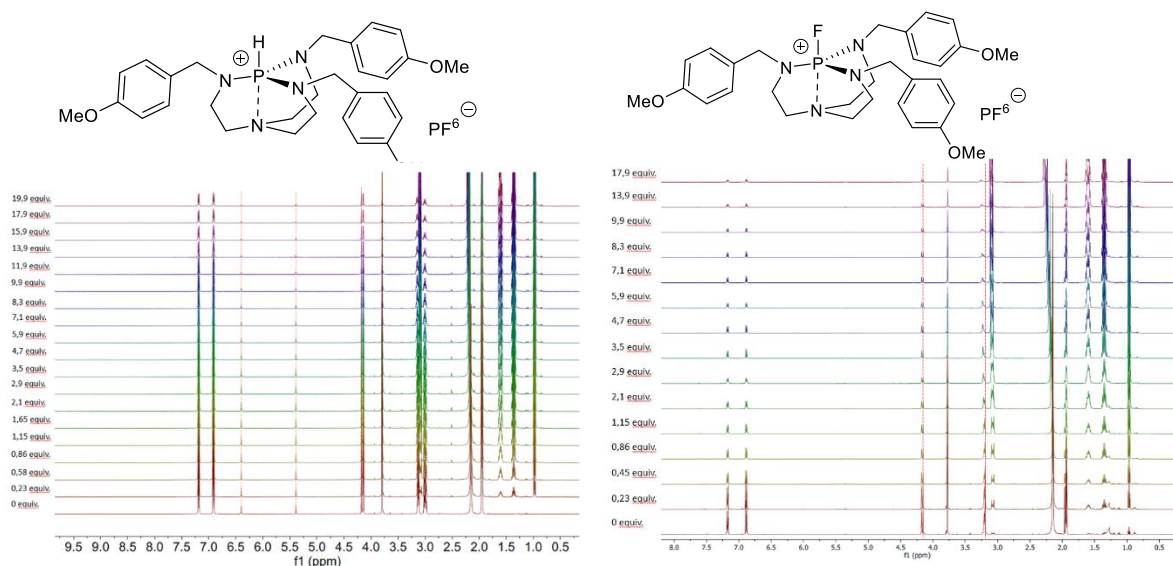 H
⊕
P
N
N
N
N
MeO
OMe
PF6 ⊖
19,9 equiv.
17,9 equiv.
15,9 equiv.
13,9 equiv.
11,9 equiv.
9,9 equiv.
8,3 equiv.
7,1 equiv.
5,9 equiv.
4,7 equiv.
3,5 equiv.
2,9 equiv.
2,1 equiv.
1,65 equiv.
1,15 equiv.
0,86 equiv.
0,58 equiv.
0,23 equiv.
0 equiv.
9.5 9.0 8.5 8.0 7.5 7.0 6.5 6.0 5.5 5.0 4.5 4.0 3.5 3.0 2.5 2.0 1.5 1.0 0.5
f1 (ppm)
F
⊕
P
N
N
N
N
MeO
OMe
OMe
PF6 ⊖
17,9 equiv.
13,9 equiv.
9,9 equiv.
8,3 equiv.
7,1 equiv.
5,9 equiv.
4,7 equiv.
3,5 equiv.
2,9 equiv.
2,1 equiv.
1,15 equiv.
0,86 equiv.
0,45 equiv.
0,23 equiv.
0 equiv.
8.0 7.5 7.0 6.5 6.0 5.5 5.0 4.5 4.0 3.5 3.0 2.5 2.0 1.5 1.0 0.5
f1 (ppm)